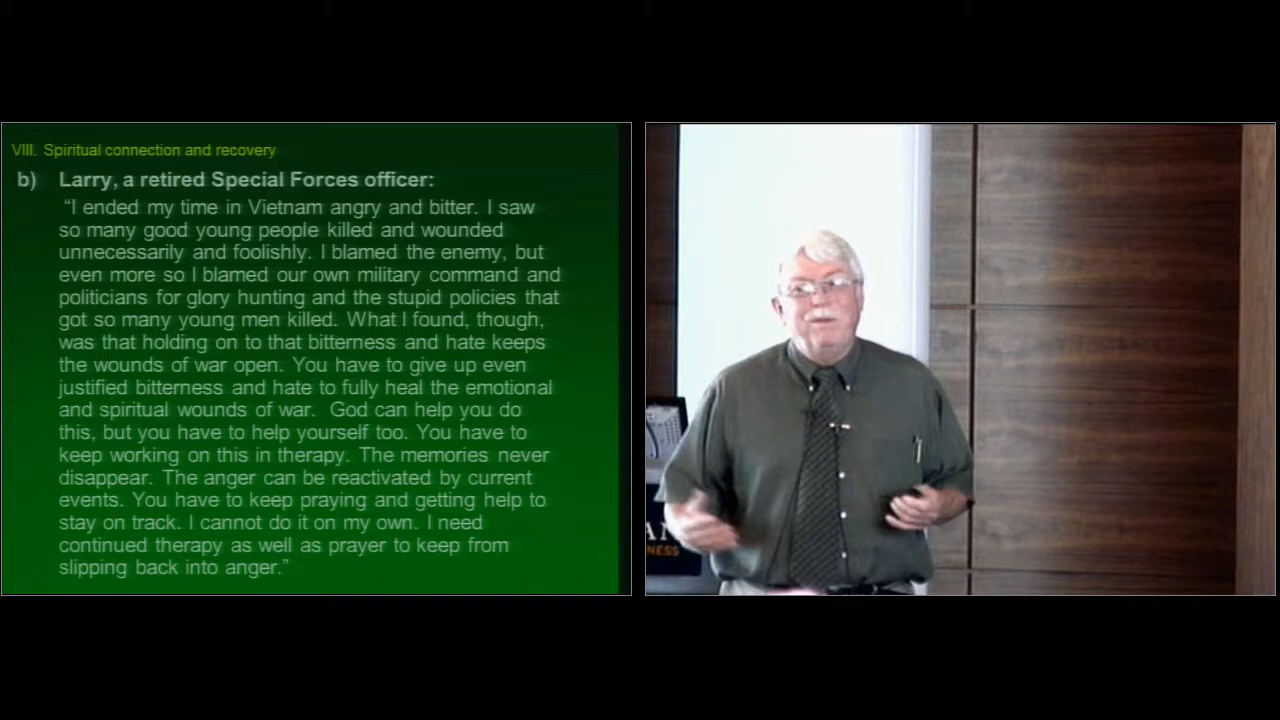 VIII. Spiritual connection and recovery
b) Larry, a retired Special Forces officer:
“I ended my time in Vietnam angry and bitter. I saw
so many good young people killed and wounded
unnecessarily and foolishly. I blamed the enemy, but
even more so I blamed our own military command and
politicians for glory hunting and the stupid policies that
got so many young men killed. What I found, though,
was that holding on to that bitterness and hate keeps
the wounds of war open. You have to give up even
justified bitterness and hate to fully heal the emotional
and spiritual wounds of war. God can help you do
this, but you have to help yourself too. You have to
keep working on this in therapy. The memories never
disappear. The anger can be reactivated by current
events. You have to keep praying and getting help to
stay on track. I cannot do it on my own. I need
continued therapy as well as prayer to keep from
slipping back into anger.”
AN
NESS